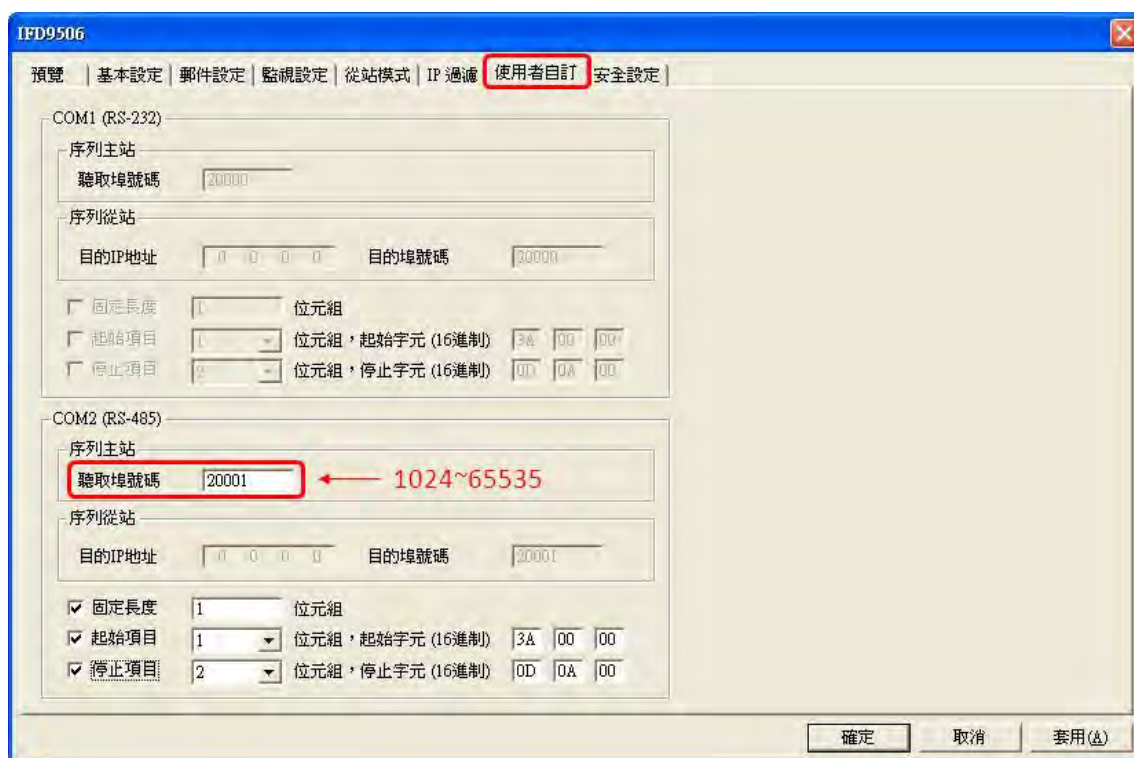 IFD9506
預覽 基本設定 郵件設定 監視設定 從站模式 IP 過濾 使用者自訂 安全設定
COM1 (RS-232)
序列主站
聽取埠號碼 20000
序列從站
目的IP地址 0 0 0 0 目的埠號碼 20000
固定長度 1 位元組
起始項目 1 位元組，起始字元 (16進制) 3A 00 00
停止項目 2 位元組，停止字元 (16進制) 0D 0A 00
COM2 (RS-485)
序列主站
聽取埠號碼 20001 1024~65535
序列從站
目的IP地址 0 0 0 0 目的埠號碼 20001
固定長度 1 位元組
起始項目 1 位元組，起始字元 (16進制) 3A 00 00
停止項目 2 位元組，停止字元 (16進制) 0D 0A 00
確定 取消 套用(A)